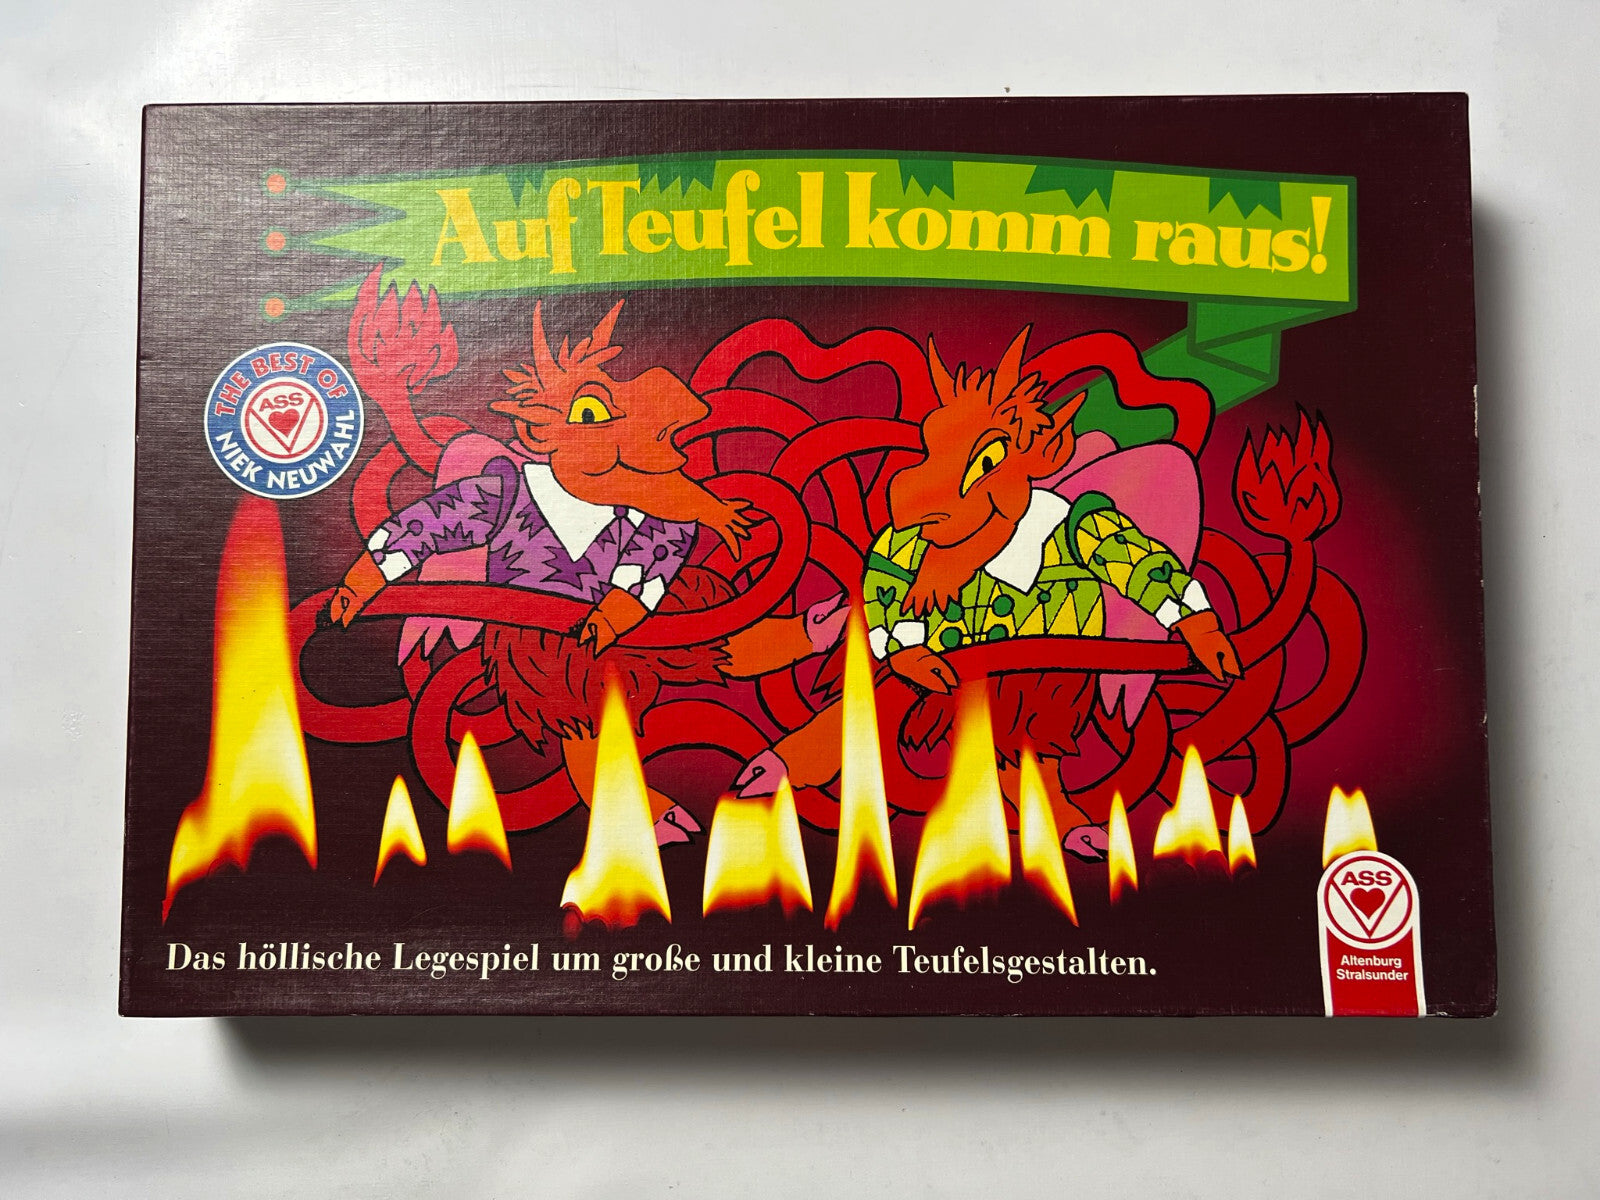 Auf Teufel komm raus!
THE BEST OF
ASS
NIEK NEUWAHL
Das höllische Legespiel um große und kleine Teufelsgestalten.
ASS
Altenburg
Stralsunder